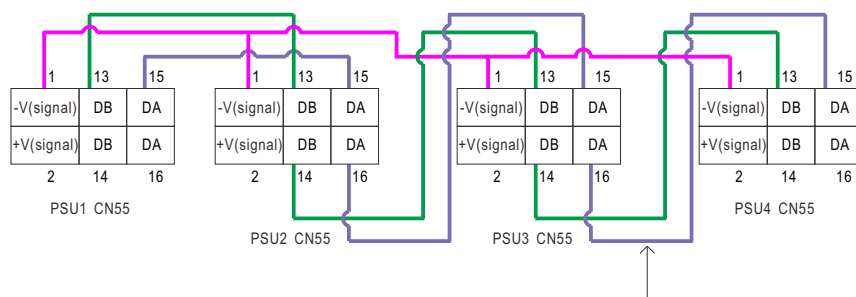 1 13 15 1 13 15 1 13 15 1 13 15
-V(signal) DB DA -V(signal) DB DA -V(signal) DB DA -V(signal) DB DA
+V(signal) DB DA +V(signal) DB DA +V(signal) DB DA +V(signal) DB DA
2 14 16 2 14 16 2 14 16 2 14 16
PSU1 CN55 PSU2 CN55 PSU3 CN55 PSU4 CN55